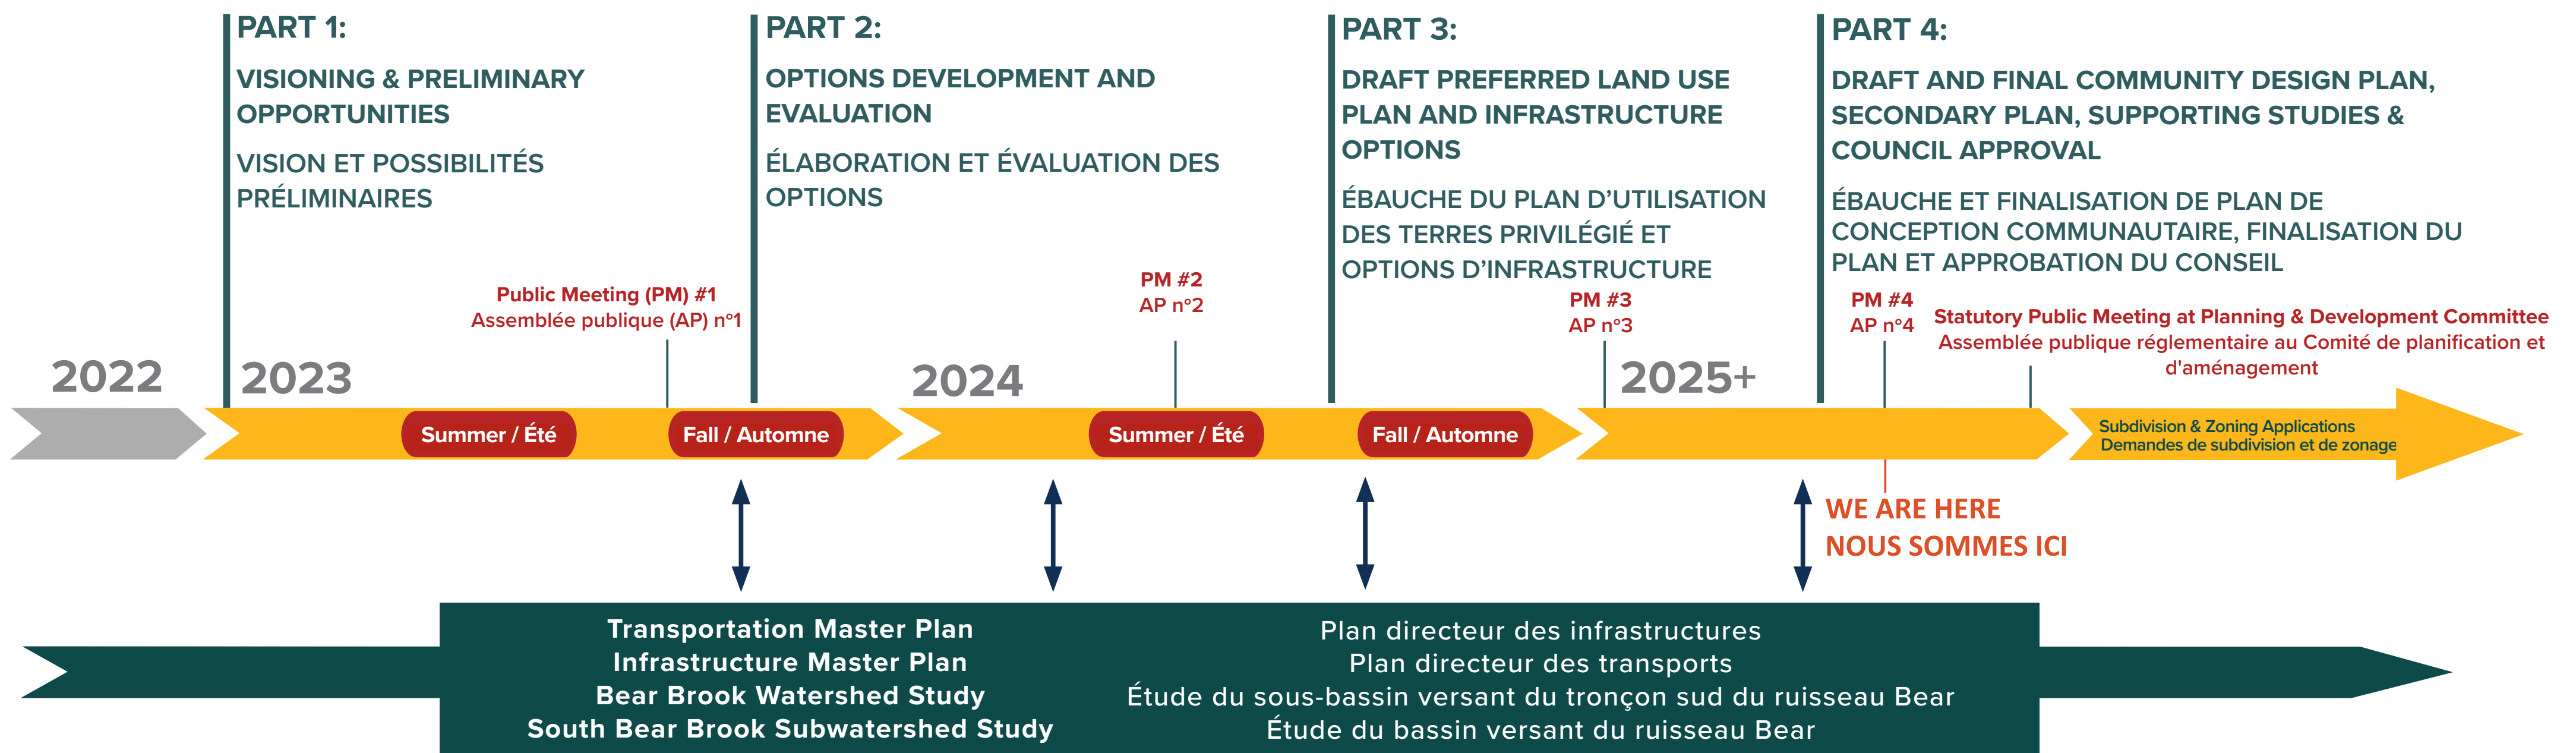 PART 1:
VISIONING & PRELIMINARY
OPPORTUNITIES
VISION ET POSSIBILITÉS
PRÉLIMINAIRES
PART 2:
OPTIONS DEVELOPMENT AND
EVALUATION
ÉLABORATION ET ÉVALUATION DES
OPTIONS
PART 3:
DRAFT PREFERRED LAND USE
PLAN AND INFRASTRUCTURE
OPTIONS
ÉBAUCHE DU PLAN D’UTILISATION
DES TERRES PRIVILÉGIÉ ET
OPTIONS D’INFRASTRUCTURE
PART 4:
DRAFT AND FINAL COMMUNITY DESIGN PLAN,
SECONDARY PLAN, SUPPORTING STUDIES &
COUNCIL APPROVAL
ÉBAUCHE ET FINALISATION DE PLAN DE
CONCEPTION COMMUNAUTAIRE, FINALISATION DU
PLAN ET APPROBATION DU CONSEIL
Public Meeting (PM) #1
Assemblée publique (AP) nº1
PM #2
AP nº2
PM #3
AP nº3
PM #4
AP nº4
Statutory Public Meeting at Planning & Development Committee
Assemblée publique réglementaire au Comité de planification et
d'aménagement
2022
2023
2024
2025+
Summer / Été
Fall / Automne
Summer / Été
Fall / Automne
Subdivision & Zoning Applications
Demandes de subdivision et de zonage
WE ARE HERE
NOUS SOMMES ICI
Transportation Master Plan
Infrastructure Master Plan
Bear Brook Watershed Study
South Bear Brook Subwatershed Study
Plan directeur des infrastructures
Plan directeur des transports
Étude du sous-bassin versant du tronçon sud du ruisseau Bear
Étude du bassin versant du ruisseau Bear